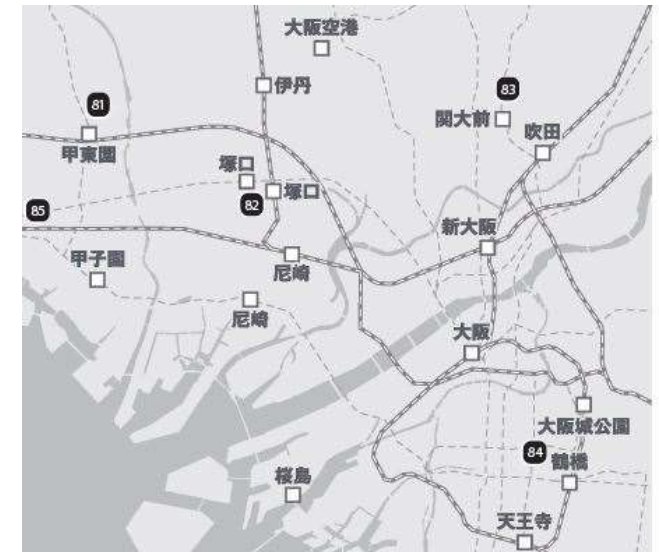 大阪空港
伊丹
81
83
関大前
吹田
甲東園
塚口
塚口
82
85
新大阪
甲子園
尼崎
尼崎
大阪
大阪城公園
84
鶴橋
桜島
天王寺